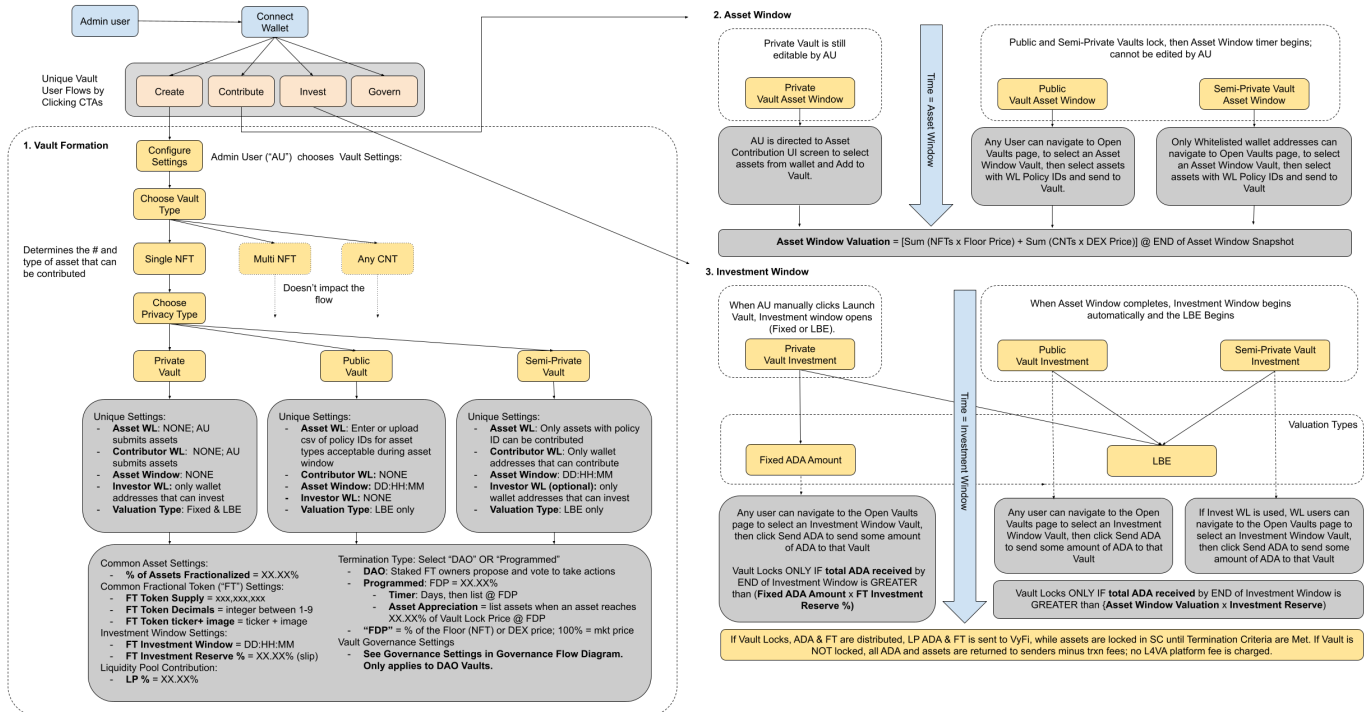 Admin user
Connect
Wallet
Unique Vault
User Flows by
Clicking CTAs
Create
Contribute
Invest
Govern
1. Vault Formation
Configure
Settings
Admin User (“AU”) chooses Vault Settings:
Choose Vault
Type
Determines the # and
type of asset that can
be contributed
Single NFT
Multi NFT
Any CNT
Doesn’t impact the
flow
Choose
Privacy Type
Private
Vault
Public
Vault
Semi-Private
Vault
Unique Settings:
- Asset WL: NONE; AU
submits assets
- Contributor WL: NONE; AU
submits assets
- Asset Window: NONE
- Investor WL: only wallet
addresses that can invest
- Valuation Type: Fixed & LBE
Unique Settings:
- Asset WL: Enter or upload
csv of policy IDs for asset
types acceptable during asset
window
- Contributor WL: NONE
- Asset Window: DD:HH:MM
- Investor WL: NONE
- Valuation Type: LBE only
Unique Settings:
- Asset WL: Only assets with policy
ID can be contributed
- Contributor WL: Only wallet
addresses that can contribute
- Asset Window: DD:HH:MM
- Investor WL (optional): only
wallet addresses that can invest
- Valuation Type: LBE only
Common Asset Settings:
- % of Assets Fractionalized = XX.XX%
Common Fractional Token (“FT”) Settings:
- FT Token Supply = xxx,xxx,xxx
- FT Token Decimals = integer between 1-9
- FT Token ticker+ image = ticker + image
Investment Window Settings:
- FT Investment Window = DD:HH:MM
- FT Investment Reserve % = XX.XX% (slip)
Liquidity Pool Contribution:
- LP % = XX.XX%
Termination Type: Select “DAO” OR “Programmed”
- DAO: Staked FT owners propose and vote to take actions
- Programmed: FDP = XX.XX%
- Timer: Days, then list @ FDP
- Asset Appreciation = list assets when an asset reaches
XX.XX% of Vault Lock Price @ FDP
- “FDP” = % of the Floor (NFT) or DEX price; 100% = mkt price
Vault Governance Settings
- See Governance Settings in Governance Flow Diagram.
Only applies to DAO Vaults.
2. Asset Window
Private Vault is still
editable by AU
Private
Vault Asset Window
AU is directed to Asset
Contribution UI screen to select
assets from wallet and Add to
Vault.
Time = Asset Window
Public and Semi-Private Vaults lock, then Asset Window timer begins;
cannot be edited by AU
Public
Vault Asset Window
Semi-Private Vault
Asset Window
Any User can navigate to Open
Vaults page, to select an Asset
Window Vault, then select assets
with WL Policy IDs and send to
Vault.
Only Whitelisted wallet addresses can
navigate to Open Vaults page, to select
an Asset Window Vault, then select
assets with WL Policy IDs and send to
Vault
Asset Window Valuation = [Sum (NFTs x Floor Price) + Sum (CNTs x DEX Price)] @ END of Asset Window Snapshot
3. Investment Window
When AU manually clicks Launch
Vault, Investment window opens
(Fixed or LBE).
Private
Vault Investment
Time = Investment Window
When Asset Window completes, Investment Window begins
automatically and the LBE Begins
Public
Vault Investment
Semi-Private Vault
Investment
Valuation Types
Fixed ADA Amount
LBE
Any user can navigate to the Open Vaults
page to select an Investment Window Vault,
then click Send ADA to send some amount
of ADA to that Vault
Vault Locks ONLY IF total ADA received by
END of Investment Window is GREATER
than (Fixed ADA Amount x FT Investment
Reserve %)
Any user can navigate to the Open
Vaults page to select an Investment
Window Vault, then click Send ADA
to send some amount of ADA to that
Vault
If Invest WL is used, WL users can
navigate to the Open Vaults page to
select an Investment Window Vault,
then click Send ADA to send some
amount of ADA to that Vault
Vault Locks ONLY IF total ADA received by END of Investment Window is
GREATER than {Asset Window Valuation x Investment Reserve)
If Vault Locks, ADA & FT are distributed, LP ADA & FT is sent to VyFi, while assets are locked in SC until Termination Criteria are Met. If Vault is
NOT locked, all ADA and assets are returned to senders minus trxn fees; no L4VA platform fee is charged.